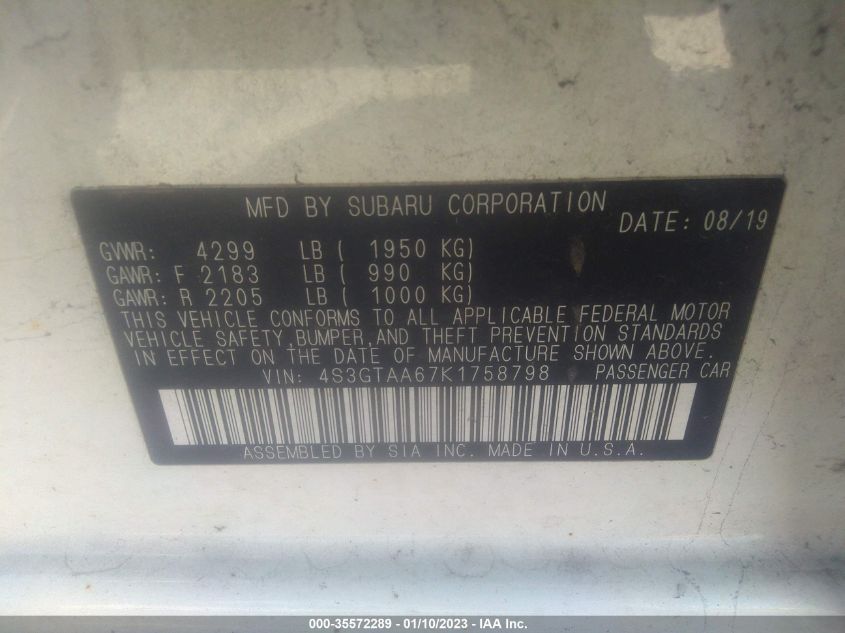 MFD BY SUBARU CORPORATION
DATE: 08/19
GVWR: 4299 LB ( 1950 KG)
GAWR: F 2183 LB ( 990 KG)
GAWR: R 2205 LB ( 1000 KG)
THIS VEHICLE CONFORMS TO ALL APPLICABLE FEDERAL MOTOR
VEHICLE SAFETY, BUMPER, AND THEFT PREVENTION STANDARDS
IN EFFECT ON THE DATE OF MANUFACTURE SHOWN ABOVE.
VIN: 4S3GTAA67K1758798 PASSENGER CAR
ASSEMBLED BY SIA INC. MADE IN U.S.A.
000-35572289 - 01/10/2023 - IAA Inc.